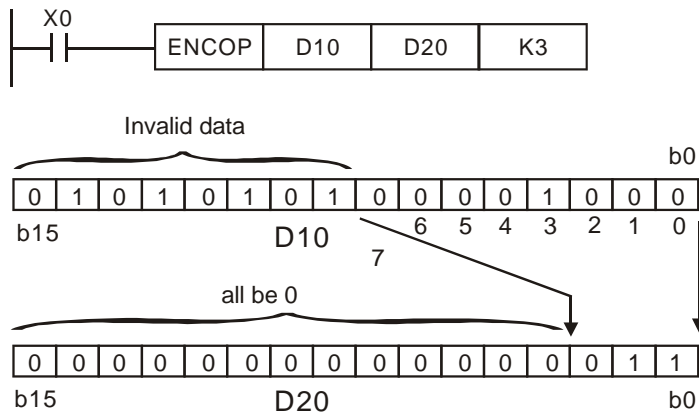 X0
ENCOP D10 D20 K3
Invalid data
b0
0 1 0 1 0 1 0 1 0 0 0 0 1 0 0 0
6 5 4 3 2 1 0
b15 D10
7
all be 0
0 0 0 0 0 0 0 0 0 0 0 0 0 0 1 1
b15 D20 b0